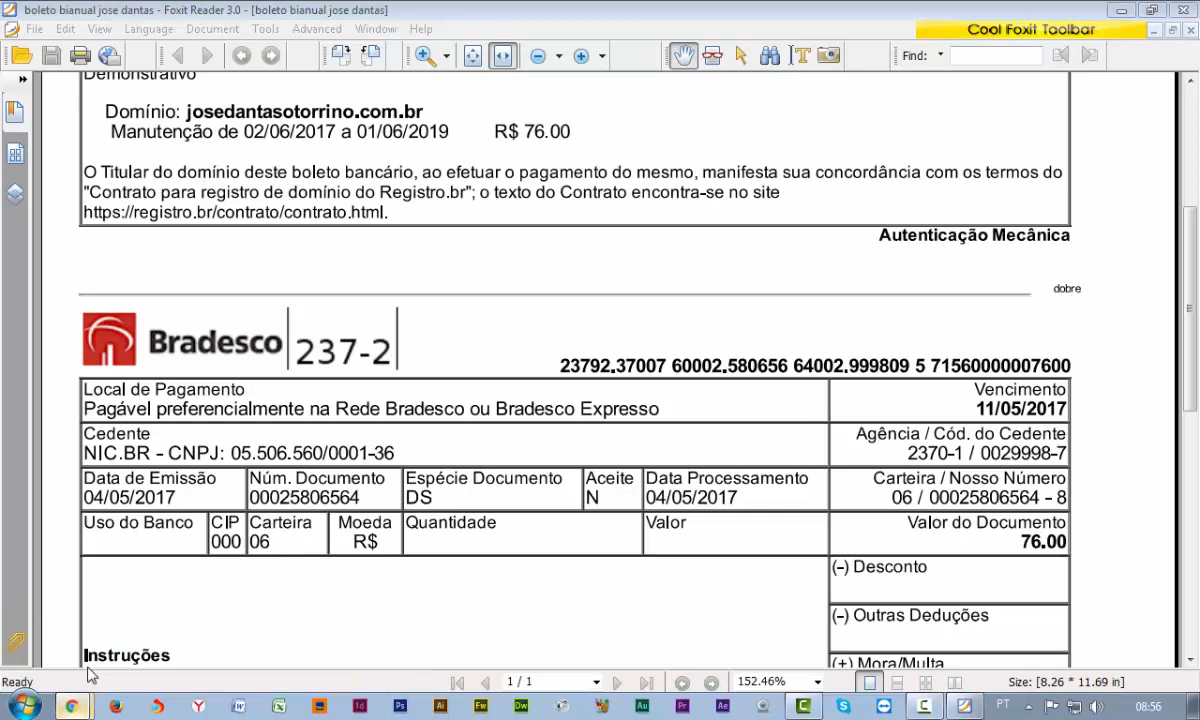 boleto bianual jose dantas - Foxit Reader 3.0 - [boleto bianual jose dantas]
File Edit View Language Document Tools Advanced Window Help
Cool Foxit Toolbar
Find:
Demonstrativo
Domínio: josedantasotorrino.com.br
Manutenção de 02/06/2017 a 01/06/2019 R$ 76.00
O Titular do domínio deste boleto bancário, ao efetuar o pagamento do mesmo, manifesta sua concordância com os termos do
"Contrato para registro de domínio do Registro.br"; o texto do Contrato encontra-se no site
https://registro.br/contrato/contrato.html.
Autenticação Mecânica
dobre
Bradesco 237-2
23792.37007 60002.580656 64002.999809 5 71560000007600
Local de Pagamento Vencimento
Pagável preferencialmente na Rede Bradesco ou Bradesco Expresso 11/05/2017
Cedente Agência / Cód. do Cedente
NIC.BR - CNPJ: 05.506.560/0001-36 2370-1 / 0029998-7
Data de Emissão Núm. Documento Espécie Documento Aceite Data Processamento Carteira / Nosso Número
04/05/2017 00025806564 DS N 04/05/2017 06 / 00025806564 - 8
Uso do Banco CIP Carteira Moeda Quantidade Valor Valor do Documento
000 06 R$ 76.00
(-) Desconto
(-) Outras Deduções
Instruções
(+) Mora/Multa
Ready 1 / 1 152.46% Size: [8.26 * 11.69 in]
PT 08:56